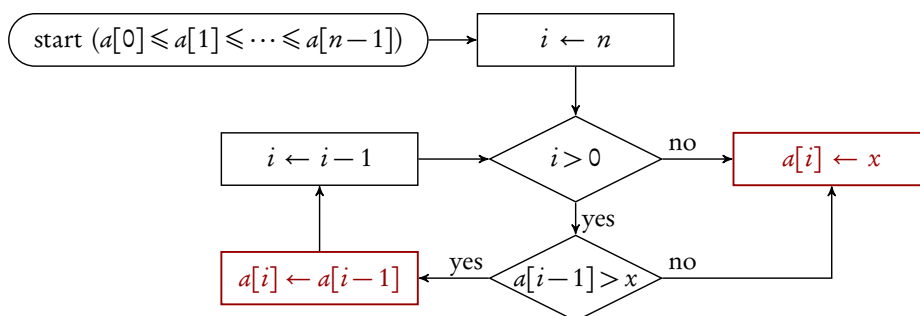 start (a[0] ⩽ a[1] ⩽ ··· ⩽ a[n−1])
i ← n
i ← i − 1
i > 0
no
a[i] ← x
yes
a[i] ← a[i−1]
yes
a[i−1] > x
no